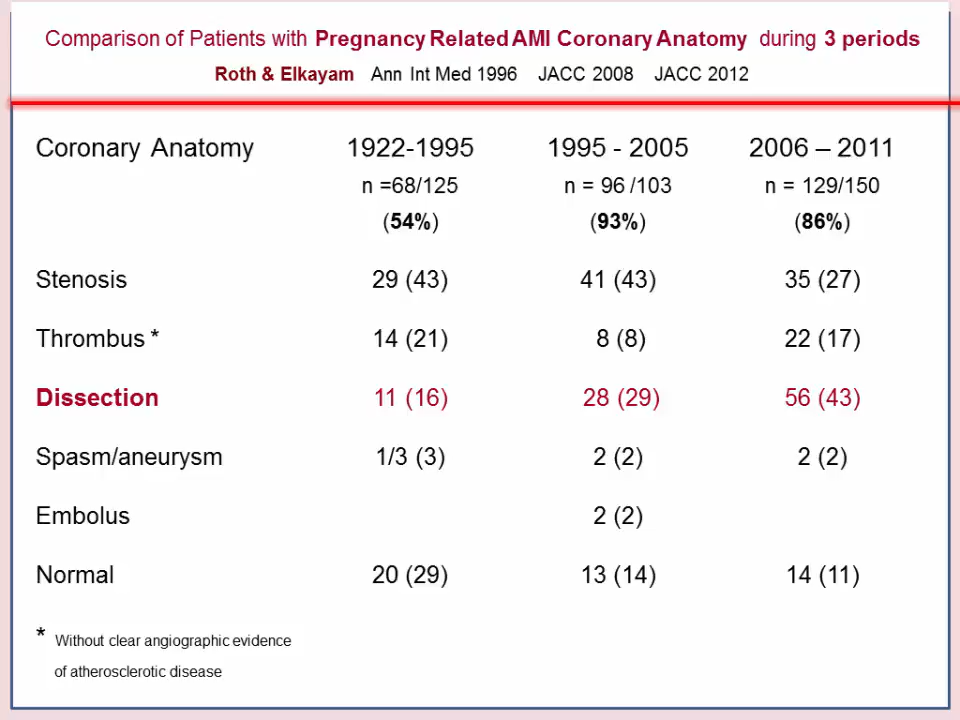 Comparison of Patients with Pregnancy Related AMI Coronary Anatomy during 3 periods
Roth & Elkayam Ann Int Med 1996 JACC 2008 JACC 2012
Coronary Anatomy 1922-1995 1995 - 2005 2006 – 2011
n =68/125 n = 96 /103 n = 129/150
(54%) (93%) (86%)
Stenosis 29 (43) 41 (43) 35 (27)
Thrombus * 14 (21) 8 (8) 22 (17)
Dissection 11 (16) 28 (29) 56 (43)
Spasm/aneurysm 1/3 (3) 2 (2) 2 (2)
Embolus 2 (2)
Normal 20 (29) 13 (14) 14 (11)
* Without clear angiographic evidence
of atherosclerotic disease